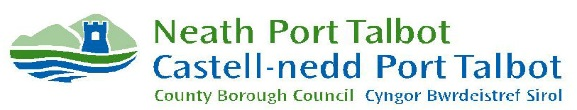 Neath Port Talbot
Castell-nedd Port Talbot
County Borough Council Cyngor Bwrdeistref Sirol